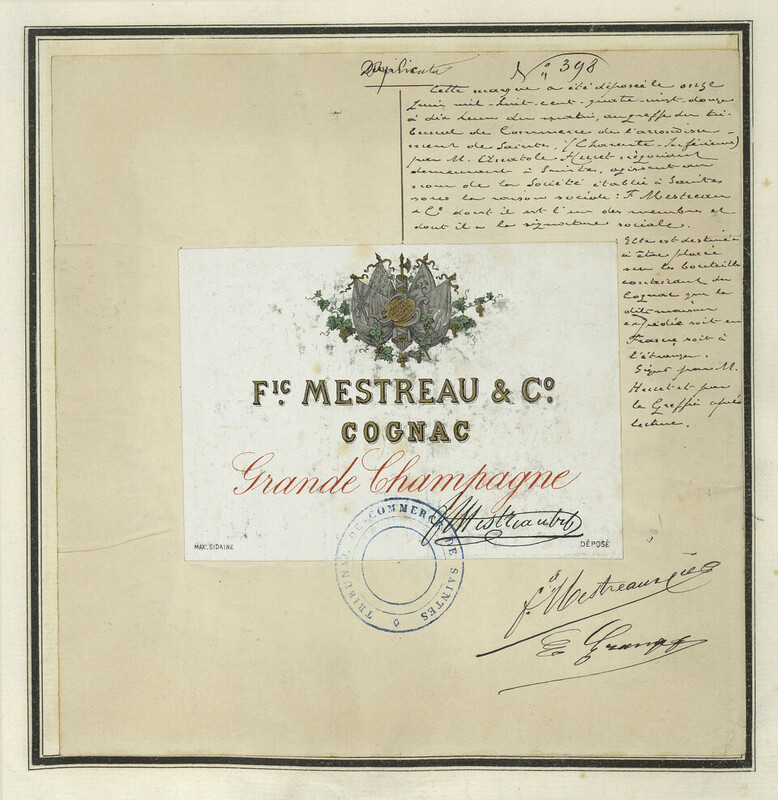 Duplicata
N° 398
Cette marque a été déposée le onze
Juin mil-huit-cent-quatre-vingt-douze
à dix heures du matin, au greffe du tri-
bunal de Commerce de l'arrondisse-
ment de Saintes, (Charente-Inférieure)
par M. Anatole Huret négociant
demeurant à Saintes, agissant au
nom de la Société établie à Saintes
sous la raison sociale: F Mestreau
& Cie dont il est l'un des membres et
dont il a la signature sociale.
Elle est destinée
à être placée
sur les bouteilles
contenant du
Cognac que la
dite maison
expédie soit en
France soit à
l'étranger.
Signé par M.
Huret et par
le Greffier après
lecture.
FIC. MESTREAU & CO.
COGNAC
Grande Champagne
F Mestreau & Co
MAX. SIDAINE
DÉPOSÉ
TRIBUNAL DE COMMERCE DE SAINTES
F. Mestreau & Cie